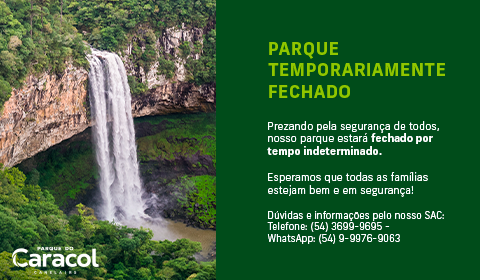 PARQUE
TEMPORARIAMENTE
FECHADO
Prezando pela segurança de todos,
nosso parque estará fechado por
tempo indeterminado.
Esperamos que todas as famílias
estejam bem e em segurança!
Dúvidas e informações pelo nosso SAC:
Telefone: (54) 3699-9695 -
WhatsApp: (54) 9-9976-9063
PARQUE DO
Caracol
CANELA | RS